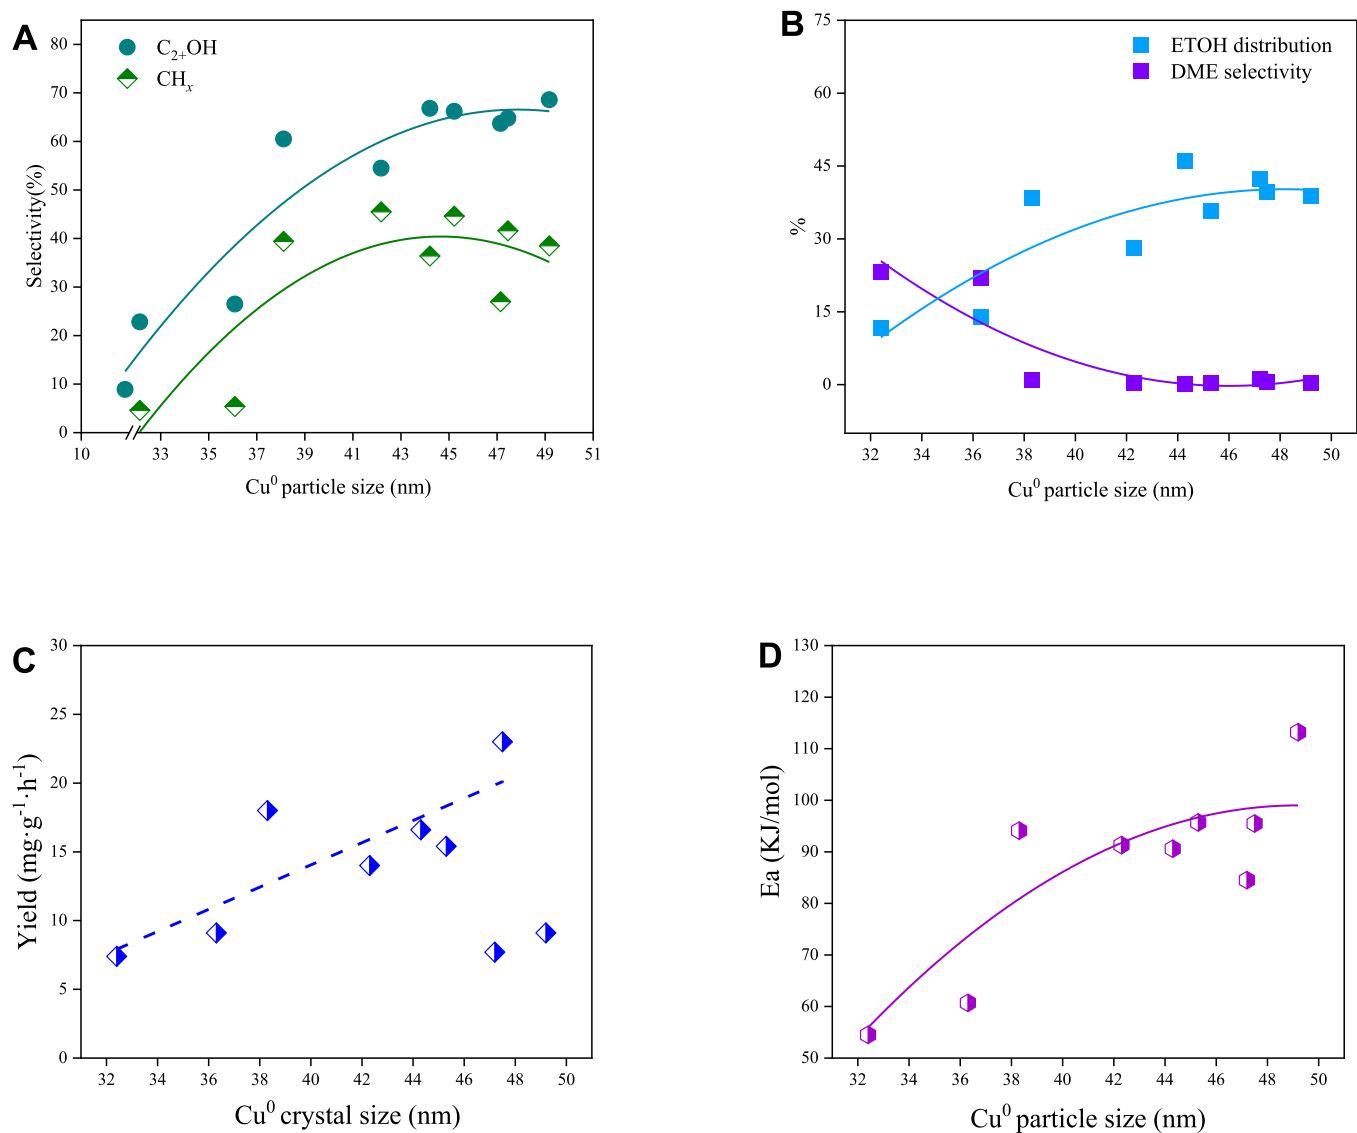 A
C2+OH
CHx
80
70
60
50
40
30
20
10
0
Selectivity(%)
10 33 35 37 39 41 43 45 47 49 51
Cu0 particle size (nm)
B
ETOH distribution
DME selectivity
75
60
45
30
15
0
%
32 34 36 38 40 42 44 46 48 50
Cu0 particle size (nm)
C
30
25
20
15
10
5
0
Yield (mg·g-1·h-1)
32 34 36 38 40 42 44 46 48 50
Cu0 crystal size (nm)
D
130
120
110
100
90
80
70
60
50
Ea (KJ/mol)
32 34 36 38 40 42 44 46 48 50
Cu0 particle size (nm)